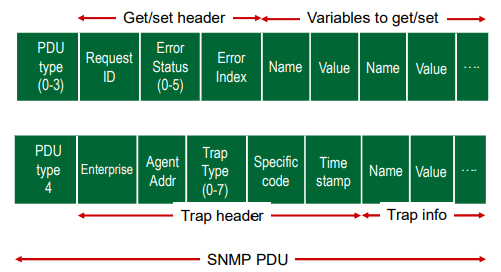 Get/set header Variables to get/set
PDU type (0-3) Request ID Error Status (0-5) Error Index Name Value Name Value ....
PDU type 4 Enterprise Agent Addr Trap Type (0-7) Specific code Time stamp Name Value ....
Trap header Trap info
SNMP PDU